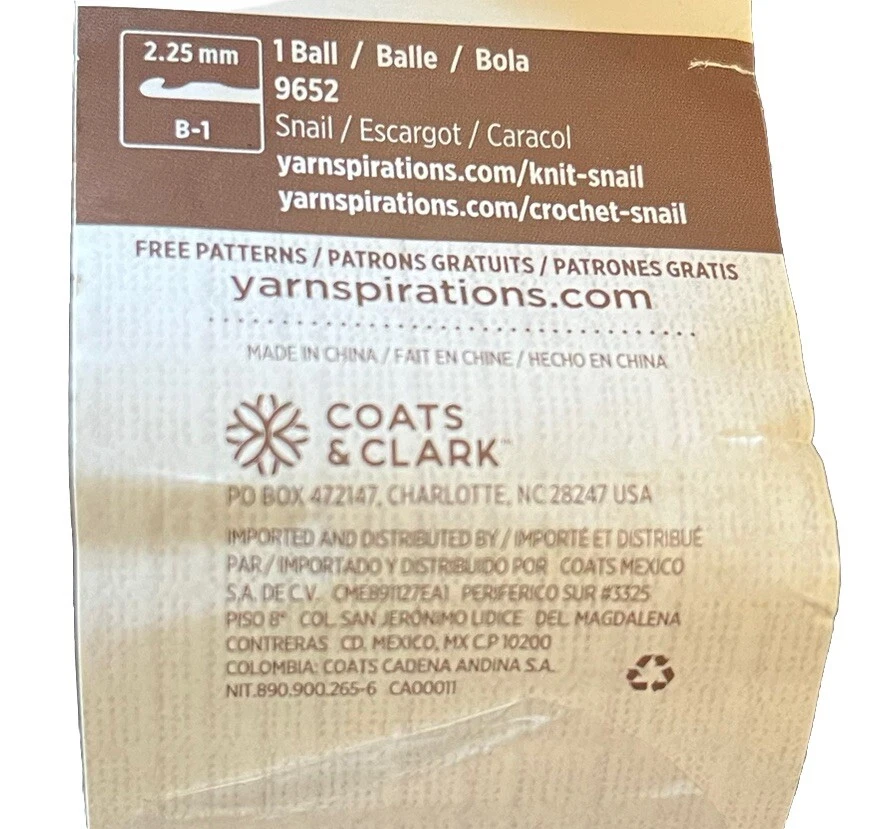 2.25 mm
B-1
1 Ball / Balle / Bola
9652
Snail / Escargot / Caracol
yarnspirations.com/knit-snail
yarnspirations.com/crochet-snail
FREE PATTERNS / PATRONS GRATUITS / PATRONES GRATIS
yarnspirations.com
MADE IN CHINA / FAIT EN CHINE / HECHO EN CHINA
COATS
& CLARK™
PO BOX 472147, CHARLOTTE, NC 28247 USA
IMPORTED AND DISTRIBUTED BY / IMPORTÉ ET DISTRIBUÉ
PAR / IMPORTADO Y DISTRIBUIDO POR COATS MEXICO
S.A. DE C.V. CME891127EA1 PERIFERICO SUR #3325
PISO 8° COL. SAN JERÓNIMO LIDICE DEL. MAGDALENA
CONTRERAS CD. MEXICO, MX C.P 10200
COLOMBIA: COATS CADENA ANDINA S.A.
NIT.890.900.265-6 CA00011